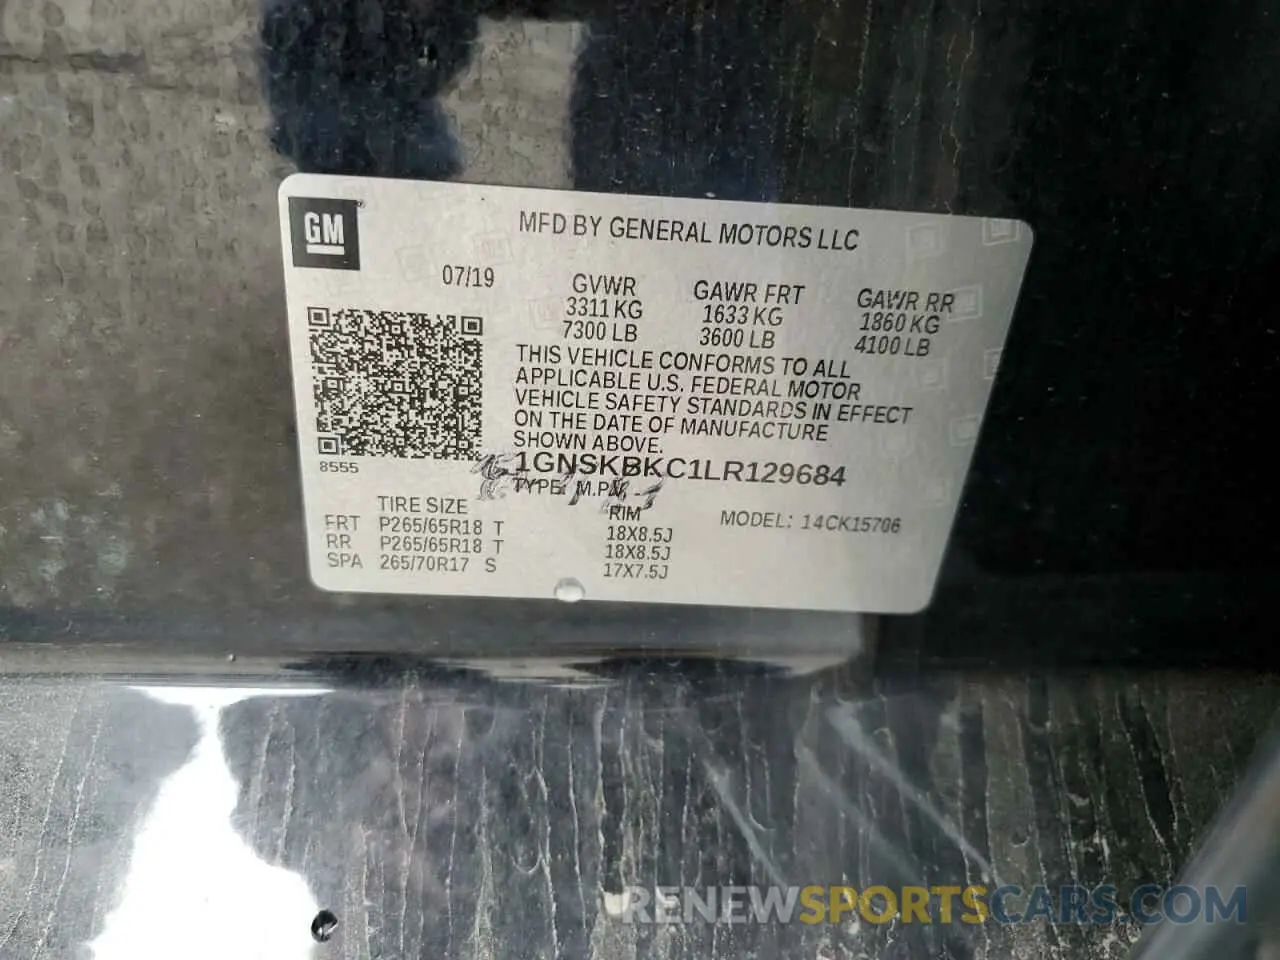 GM
MFD BY GENERAL MOTORS LLC
07/19
GVWR
3311 KG
7300 LB
GAWR FRT
1633 KG
3600 LB
GAWR RR
1860 KG
4100 LB
THIS VEHICLE CONFORMS TO ALL
APPLICABLE U.S. FEDERAL MOTOR
VEHICLE SAFETY STANDARDS IN EFFECT
ON THE DATE OF MANUFACTURE
SHOWN ABOVE.
8555
1GNSKBKC1LR129684
TYPE: M.P.V.
MODEL: 14CK15706
TIRE SIZE RIM
FRT P265/65R18 T 18X8.5J
RR P265/65R18 T 18X8.5J
SPA 265/70R17 S 17X7.5J
RENEWSPORTSCARS.COM